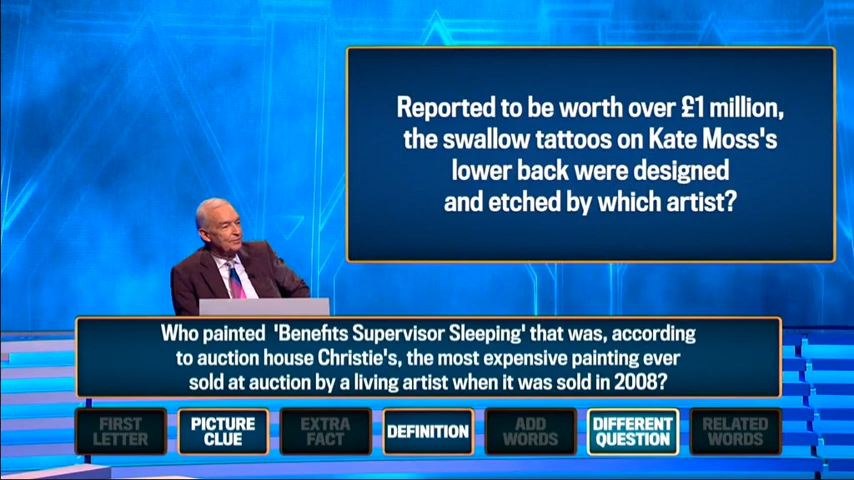 Reported to be worth over £1 million,
the swallow tattoos on Kate Moss's
lower back were designed
and etched by which artist?
Who painted 'Benefits Supervisor Sleeping' that was, according
to auction house Christie's, the most expensive painting ever
sold at auction by a living artist when it was sold in 2008?
FIRST LETTER
PICTURE CLUE
EXTRA FACT
DEFINITION
ADD WORDS
DIFFERENT QUESTION
RELATED WORDS